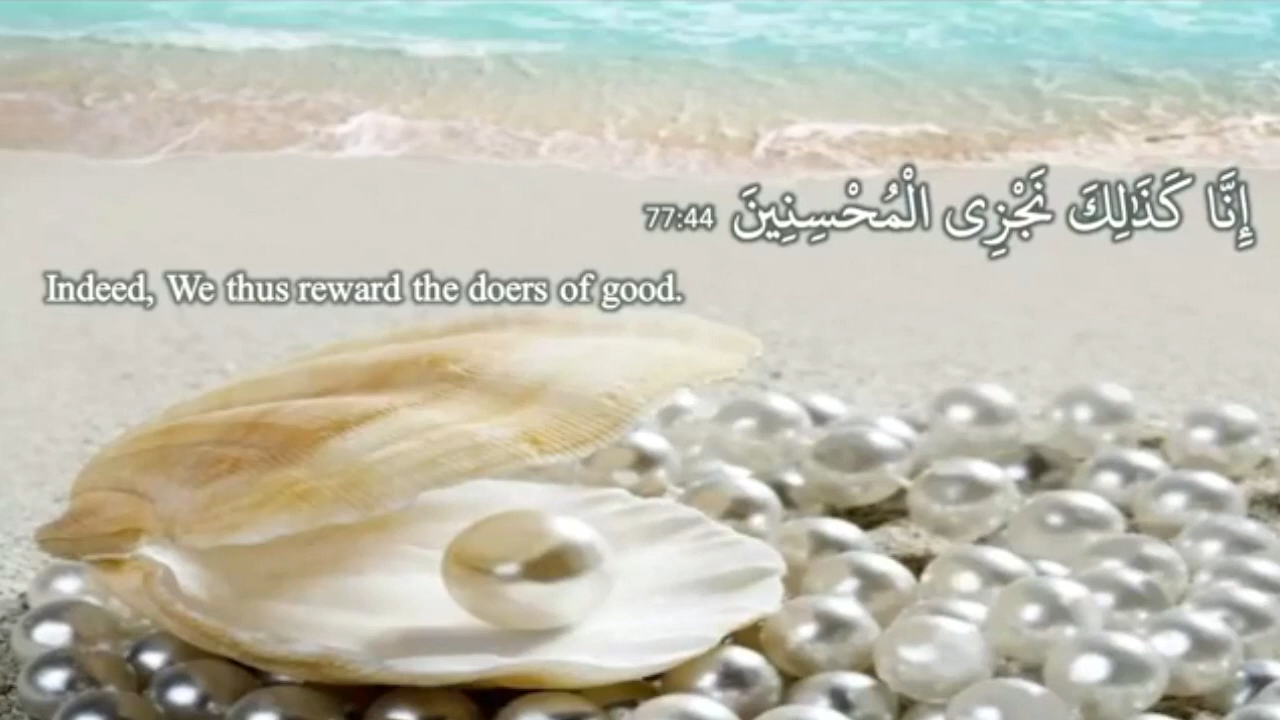 إِنَّا كَذَٰلِكَ نَجْزِى الْمُحْسِنِينَ 77:44
Indeed, We thus reward the doers of good.